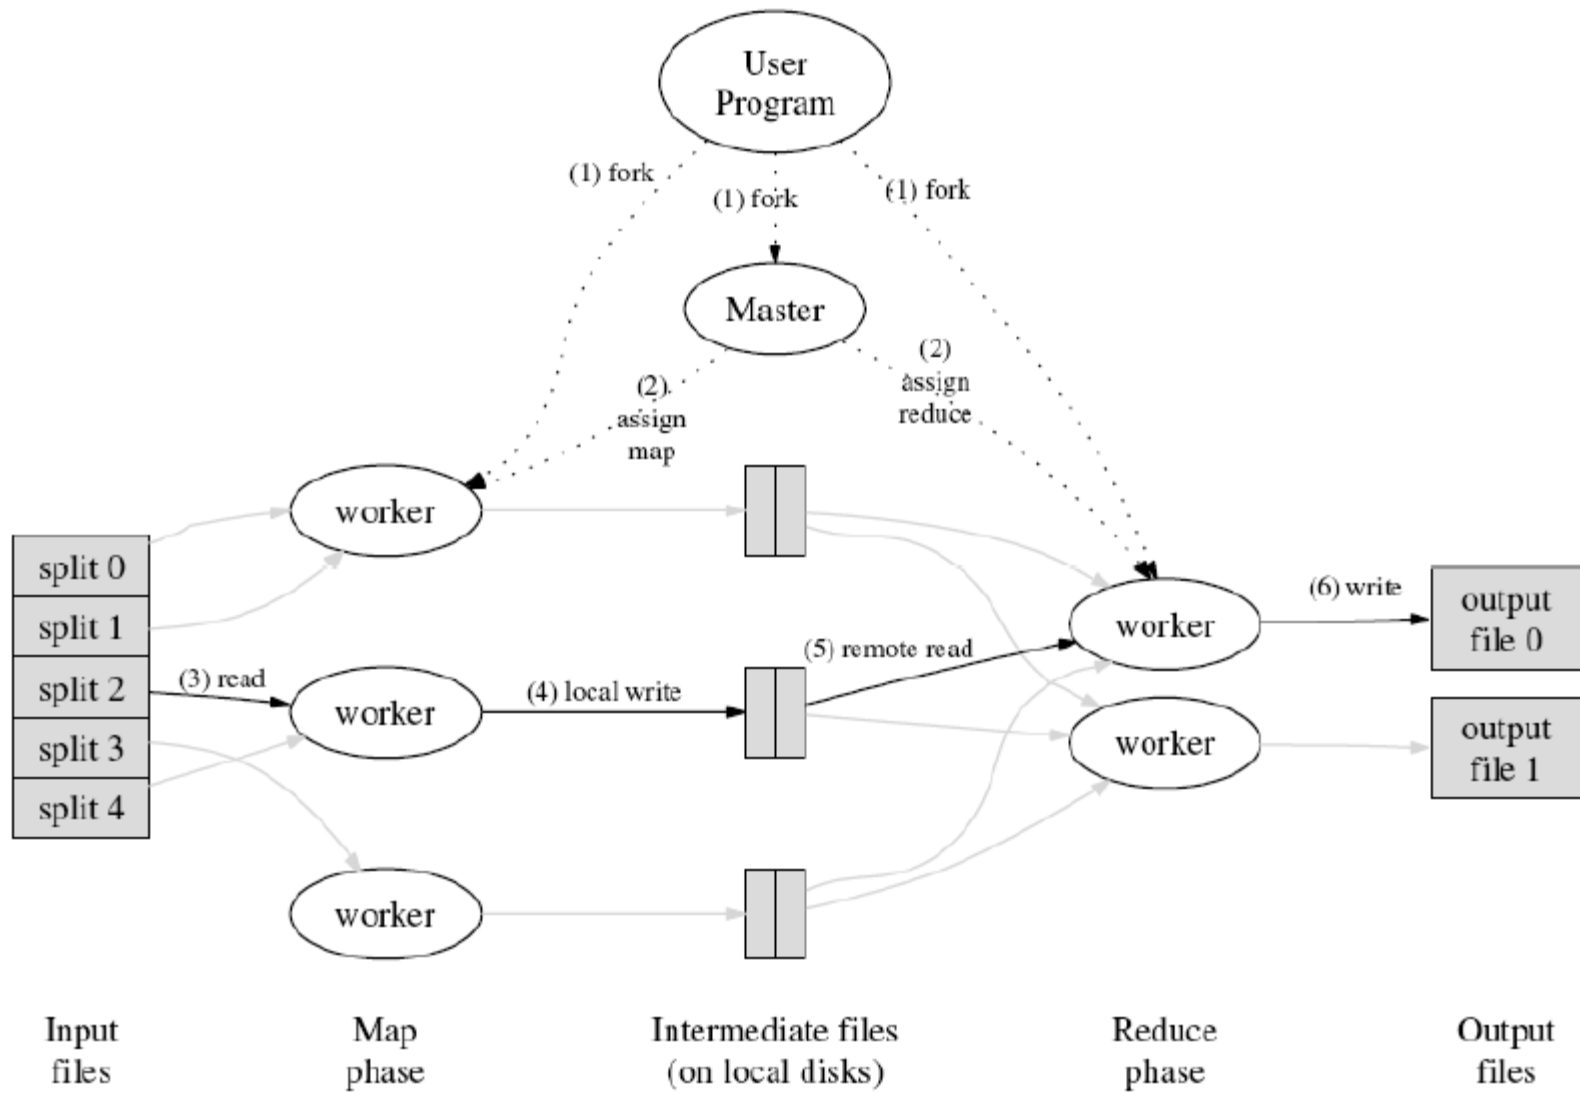 User
Program
(1) fork
(1) fork
(1) fork
Master
(2)
assign
map
(2)
assign
reduce
worker
split 0
split 1
split 2
split 3
split 4
(3) read
worker
(4) local write
worker
(5) remote read
worker
worker
(6) write
output
file 0
output
file 1
Input
files
Map
phase
Intermediate files
(on local disks)
Reduce
phase
Output
files